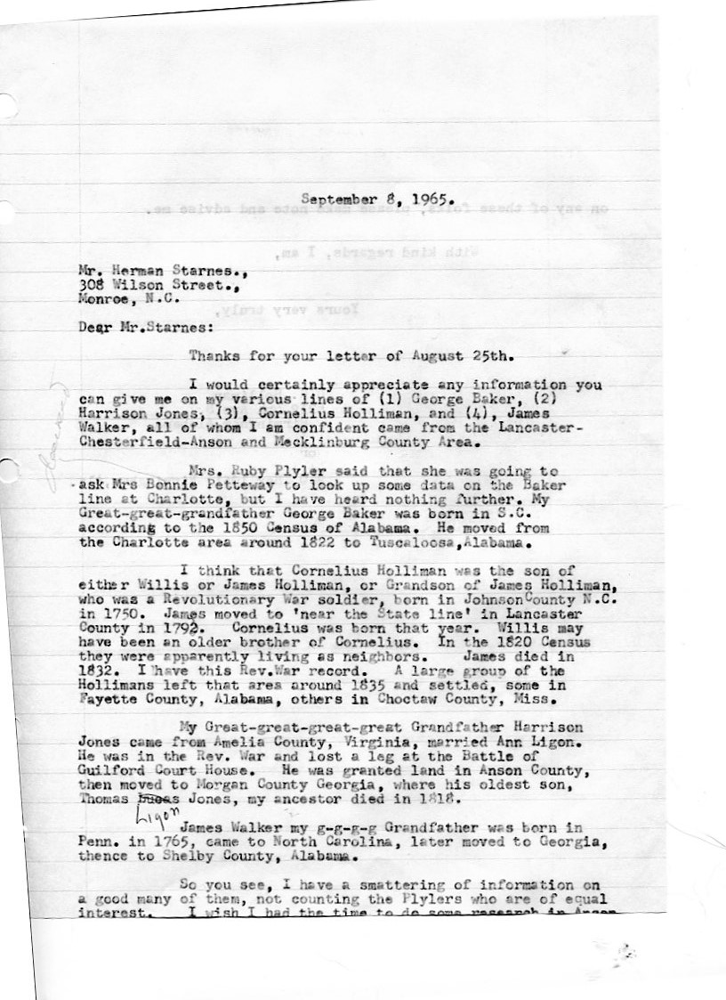 September 8, 1965.
Mr. Herman Starnes.,
308 Wilson Street.,
Monroe, N.C.
Dear Mr.Starnes:
Thanks for your letter of August 25th.
I would certainly appreciate any information you
can give me on my various lines of (1) George Baker, (2)
Harrison Jones, (3), Cornelius Holliman, and (4), James
Walker, all of whom I am confident came from the Lancaster-
Chesterfield-Anson and Mecklinburg County Area.
Mrs. Ruby Plyler said that she was going to
ask Mrs Bonnie Petteway to look up some data on the Baker
line at Charlotte, but I have heard nothing further. My
Great-great-grandfather George Baker was born in S.C.
according to the 1850 Census of Alabama. He moved from
the Charlotte area around 1822 to Tuscaloosa,Alabama.
I think that Cornelius Holliman was the son of
either Willis or James Holliman, or Grandson of James Holliman,
who was a Revolutionary War soldier, born in Johnson County N.C.
in 1750. James moved to 'near the State line' in Lancaster
County in 1792. Cornelius was born that year. Willis may
have been an older brother of Cornelius. In the 1820 Census
they were apparently living as neighbors. James died in
1832. I have this Rev.War record. A large group of the
Hollimans left that area around 1835 and settled, some in
Fayette County, Alabama, others in Choctaw County, Miss.
My Great-great-great-great Grandfather Harrison
Jones came from Amelia County, Virginia, married Ann Ligon.
He was in the Rev. War and lost a leg at the Battle of
Guilford Court House. He was granted land in Anson County,
then moved to Morgan County Georgia, where his oldest son,
Thomas Jones, my ancestor died in 1818.
Ligon
James Walker my g-g-g-g Grandfather was born in
Penn. in 1765, came to North Carolina, later moved to Georgia,
thence to Shelby County, Alabama.
So you see, I have a smattering of information on
a good many of them, not counting the Plylers who are of equal
interest. I wish I had the time to do some research in Anson